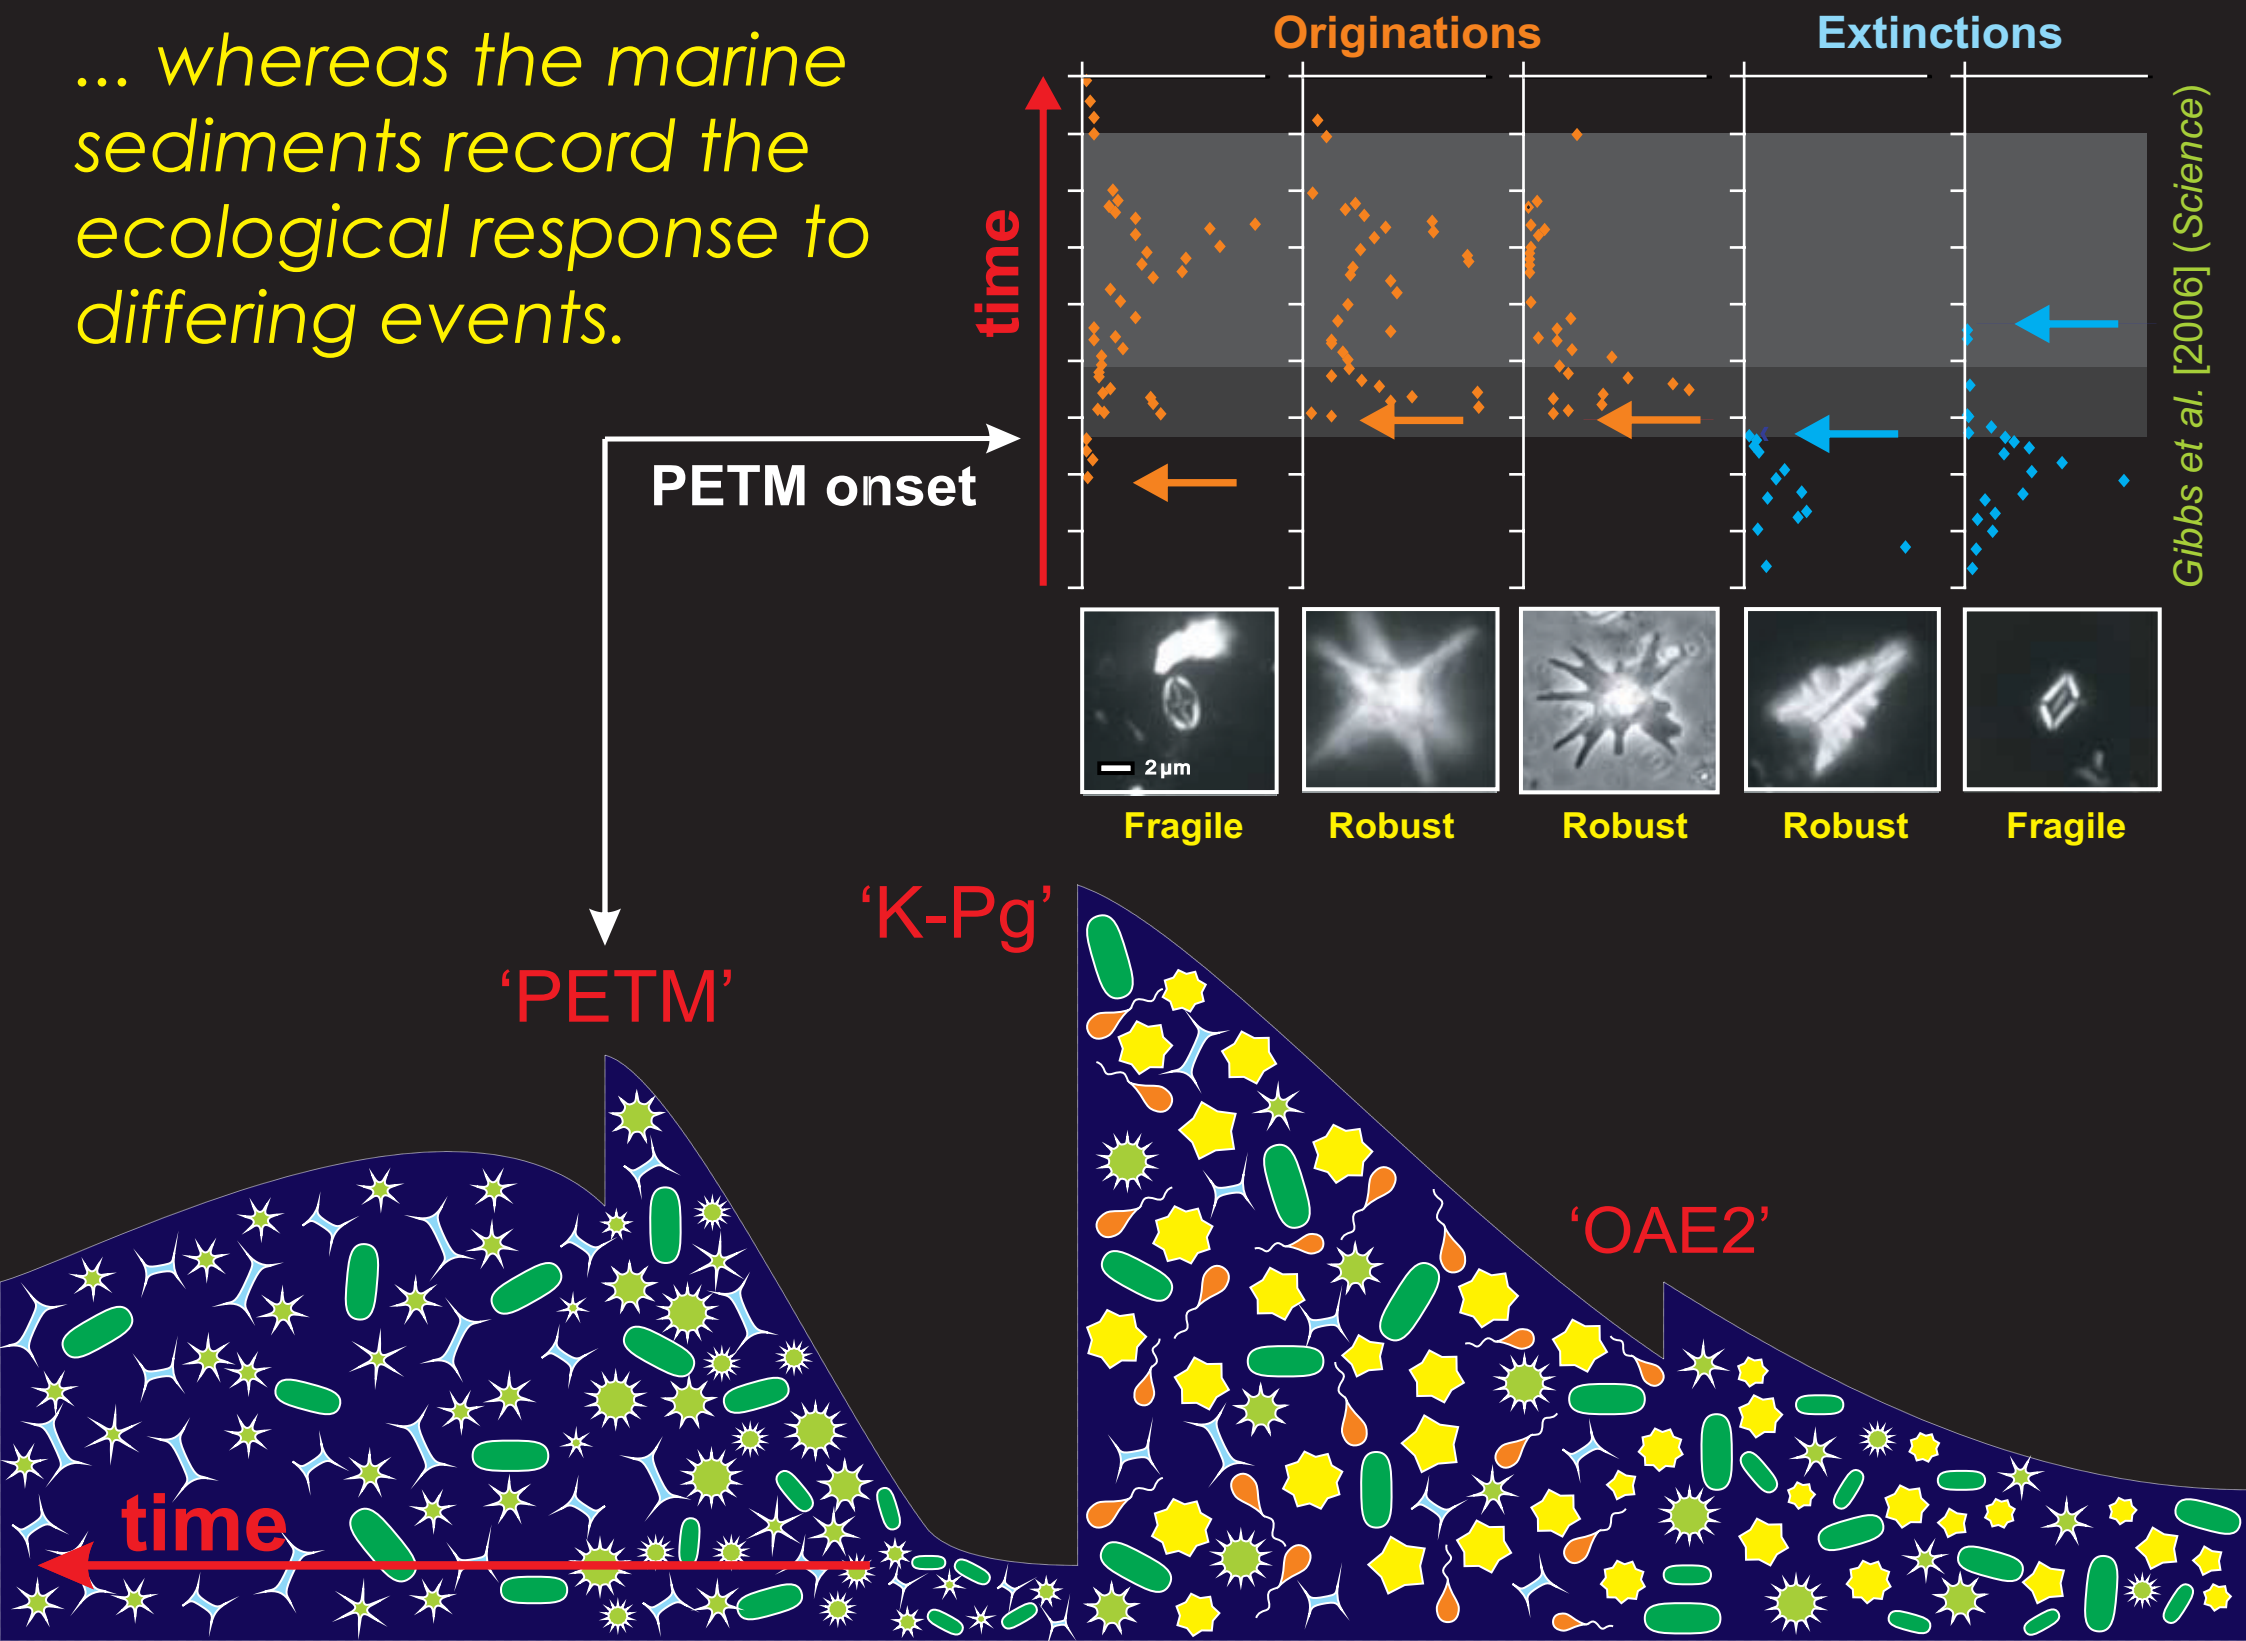 ... whereas the marine
sediments record the
ecological response to
differing events.
Originations
Extinctions
time
Gibbs et al. [2006] (Science)
PETM onset
2 µm
Fragile
Robust
Robust
Robust
Fragile
‘K-Pg’
‘PETM’
‘OAE2’
time